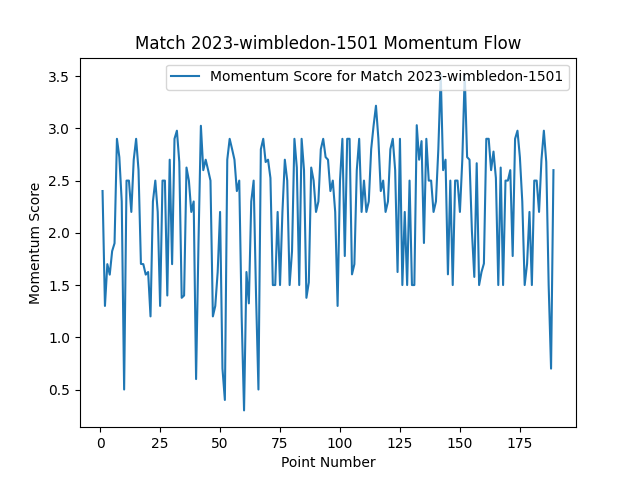 Match 2023-wimbledon-1501 Momentum Flow
Momentum Score for Match 2023-wimbledon-1501
3.5
3.0
2.5
2.0
1.5
1.0
0.5
Momentum Score
0 25 50 75 100 125 150 175
Point Number